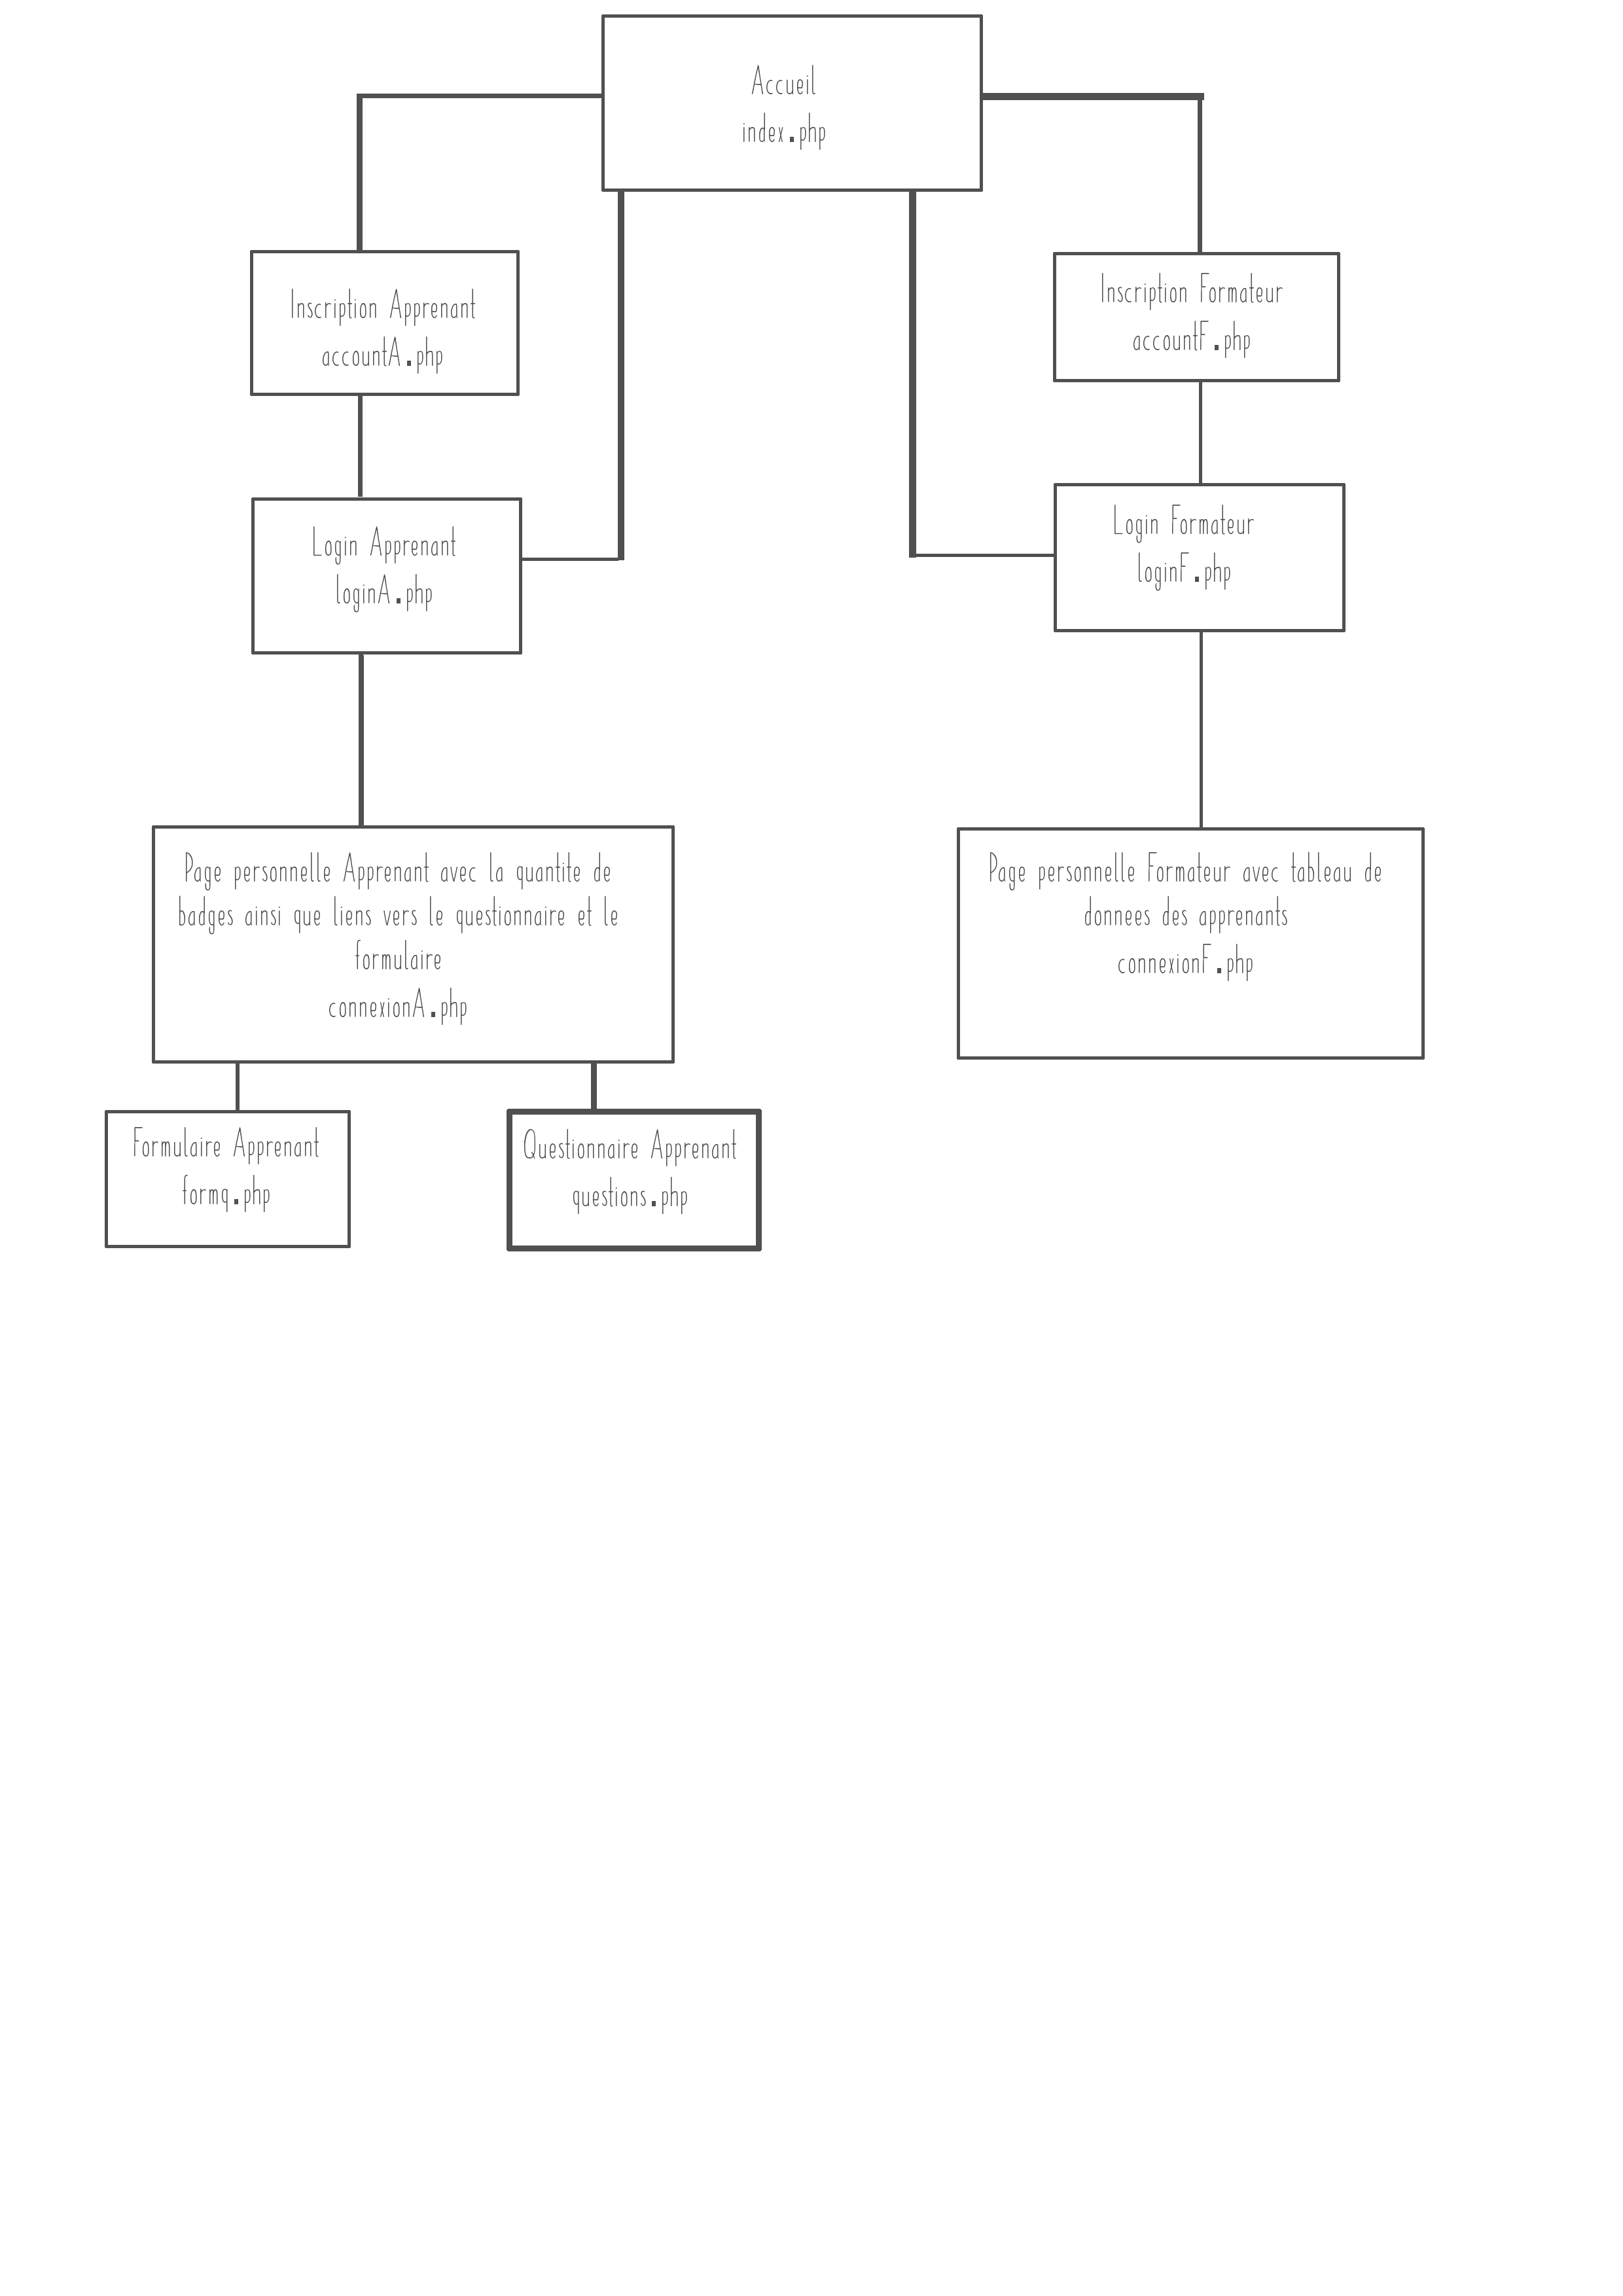 Accueil
index.php
Inscription Apprenant
accountA.php
Inscription Formateur
accountF.php
Login Apprenant
loginA.php
Login Formateur
loginF.php
Page personnelle Apprenant avec la quantite de
badges ainsi que liens vers le questionnaire et le
formulaire
connexionA.php
Page personnelle Formateur avec tableau de
donnees des apprenants
connexionF.php
Formulaire Apprenant
formq.php
Questionnaire Apprenant
questions.php